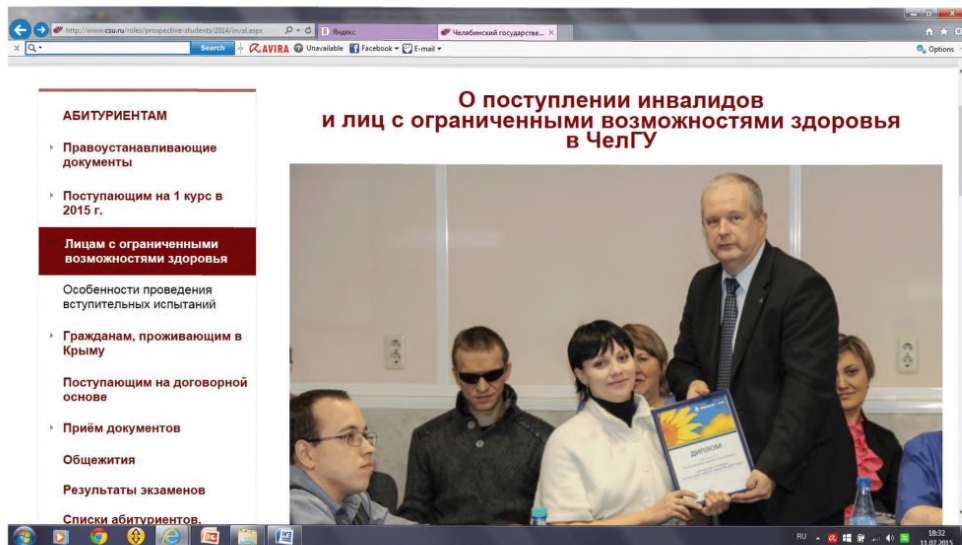 http://www.csu.ru/roles/prospective-students/2014/inval.aspx
Яндекс
Челябинский государстве...
Search
AVIRA
Unavailable
Facebook
E-mail
Options
АБИТУРИЕНТАМ
Правоустанавливающие
документы
Поступающим на 1 курс в
2015 г.
Лицам с ограниченными
возможностями здоровья
Особенности проведения
вступительных испытаний
Гражданам, проживающим в
Крыму
Поступающим на договорной
основе
Приём документов
Общежития
Результаты экзаменов
Списки абитуриентов,
О поступлении инвалидов
и лиц с ограниченными возможностями здоровья
в ЧелГУ
ДИПЛОМ
RU
18:32
11.07.2015